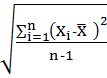 √(∑ⁿᵢ₌₁(Xᵢ-X̄ )² / n-1)